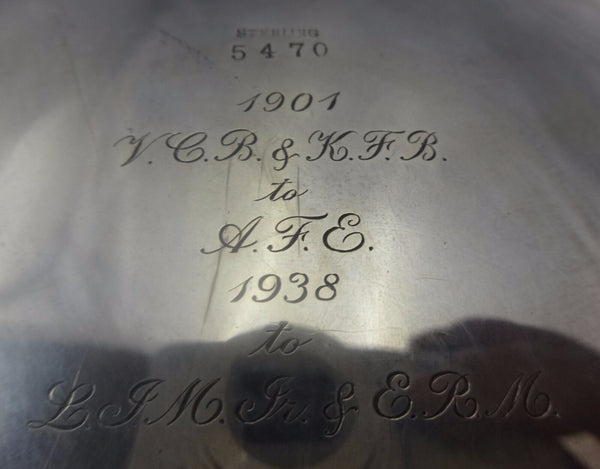 STERLING
5470
1901
V.C.B. & K.F.B.
to
A.F.E.
1938
to
L.J.M. Jr. & E.R.M.